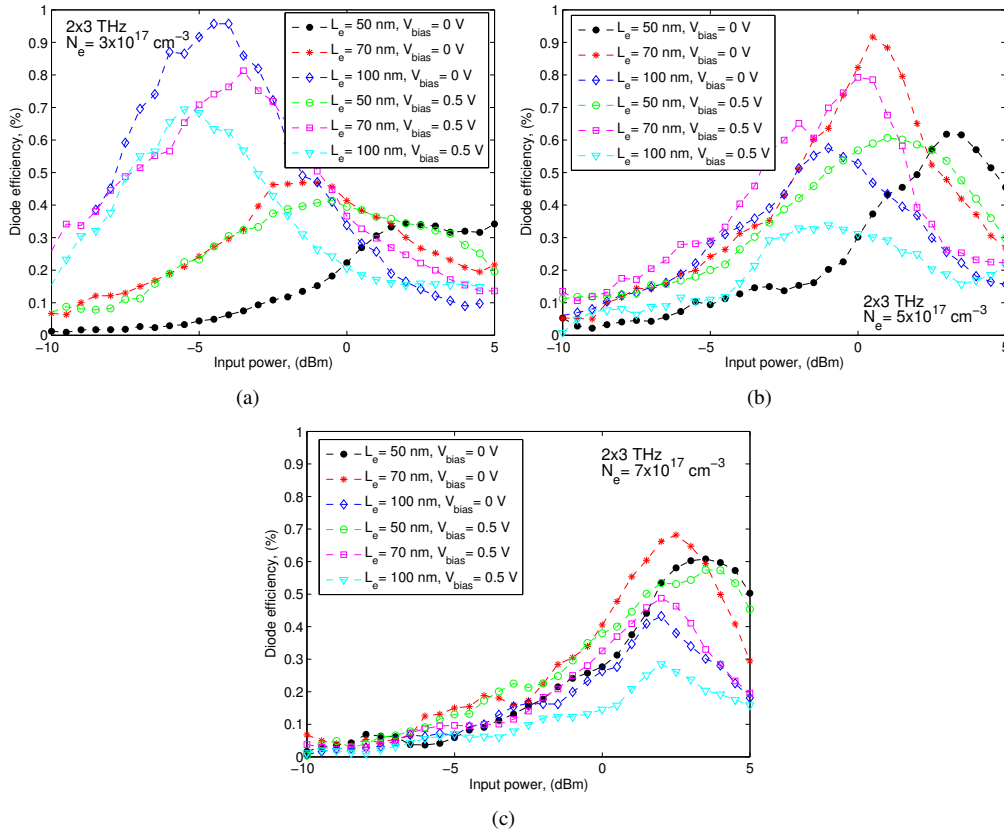 2x3 THz
N_e= 3x10^17 cm^−3
L_e= 50 nm, V_bias= 0 V
L_e= 70 nm, V_bias= 0 V
L_e= 100 nm, V_bias= 0 V
L_e= 50 nm, V_bias= 0.5 V
L_e= 70 nm, V_bias= 0.5 V
L_e= 100 nm, V_bias= 0.5 V
Diode efficiency, (%)
1
0.9
0.8
0.7
0.6
0.5
0.4
0.3
0.2
0.1
0
−10 −5 0 5
Input power, (dBm)
(a)
L_e= 50 nm, V_bias= 0 V
L_e= 70 nm, V_bias= 0 V
L_e= 100 nm, V_bias= 0 V
L_e= 50 nm, V_bias= 0.5 V
L_e= 70 nm, V_bias= 0.5 V
L_e= 100 nm, V_bias= 0.5 V
2x3 THz
N_e= 5x10^17 cm^−3
Diode efficiency, (%)
1
0.9
0.8
0.7
0.6
0.5
0.4
0.3
0.2
0.1
0
−10 −5 0 5
Input power, (dBm)
(b)
L_e= 50 nm, V_bias= 0 V
L_e= 70 nm, V_bias= 0 V
L_e= 100 nm, V_bias= 0 V
L_e= 50 nm, V_bias= 0.5 V
L_e= 70 nm, V_bias= 0.5 V
L_e= 100 nm, V_bias= 0.5 V
2x3 THz
N_e= 7x10^17 cm^−3
Diode efficiency, (%)
1
0.9
0.8
0.7
0.6
0.5
0.4
0.3
0.2
0.1
0
−10 −5 0 5
Input power, (dBm)
(c)